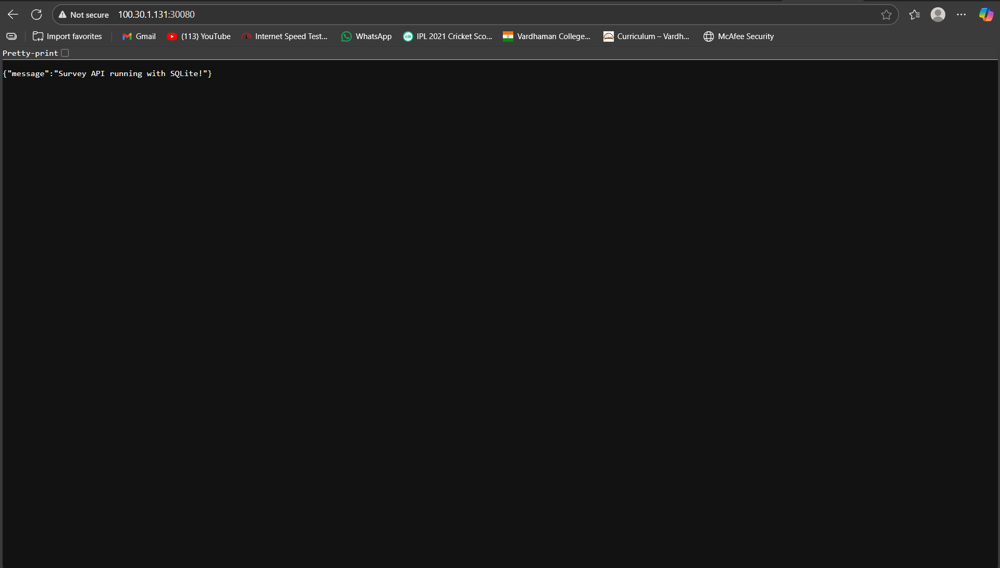 Not secure 100.30.1.131:30080
Import favorites Gmail (113) YouTube Internet Speed Test... WhatsApp cb IPL 2021 Cricket Sco... Vardhaman College... Curriculum – Vardh... McAfee Security
Pretty-print
{"message":"Survey API running with SQLite!"}